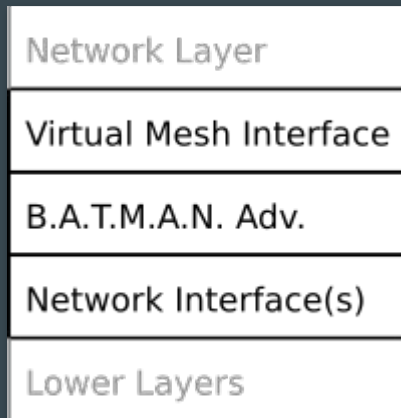 Network Layer
Virtual Mesh Interface
B.A.T.M.A.N. Adv.
Network Interface(s)
Lower Layers